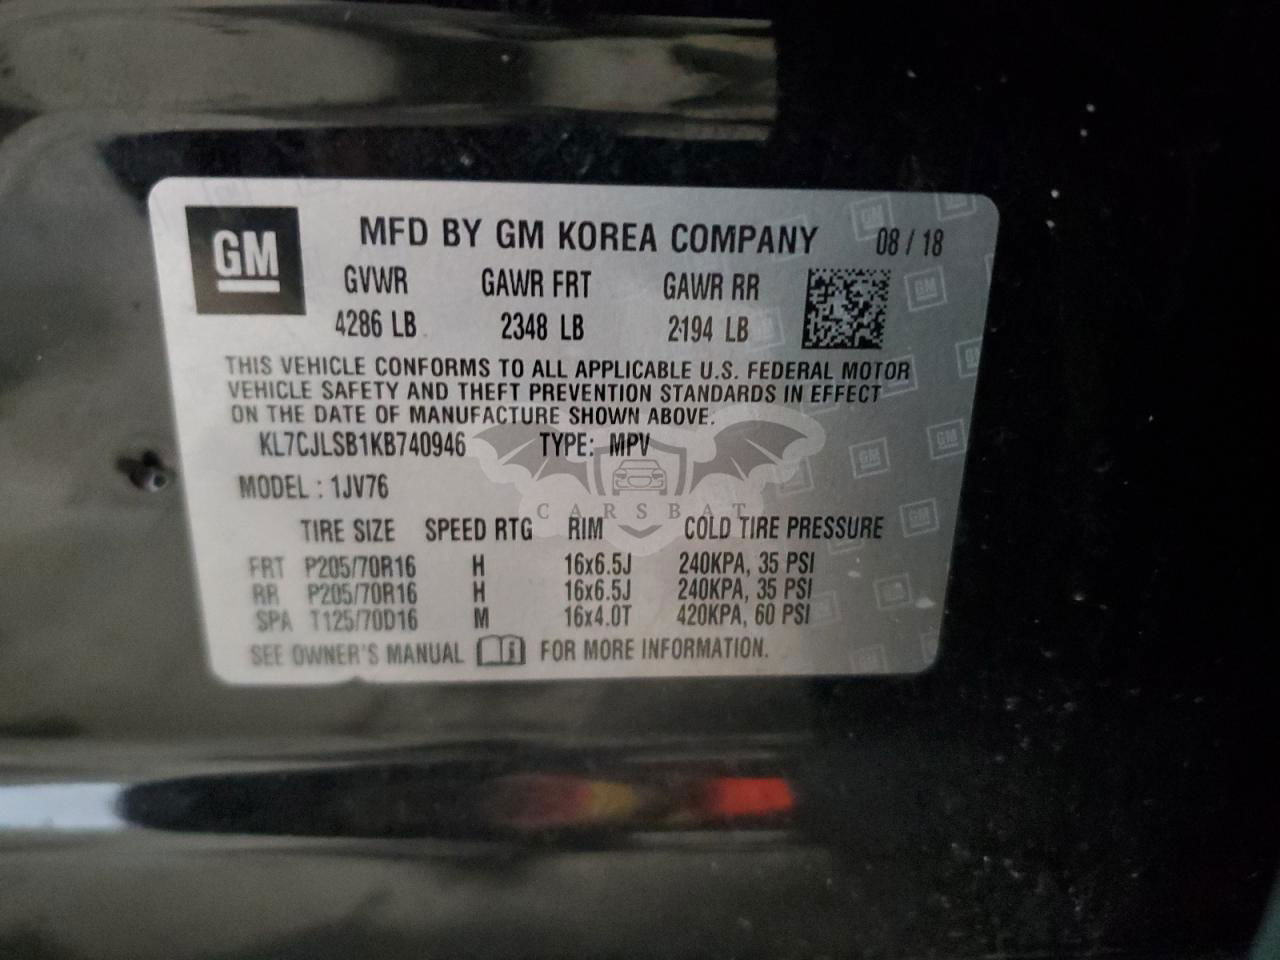 GM
MFD BY GM KOREA COMPANY 08 / 18
GVWR GAWR FRT GAWR RR
4286 LB 2348 LB 2194 LB
THIS VEHICLE CONFORMS TO ALL APPLICABLE U.S. FEDERAL MOTOR
VEHICLE SAFETY AND THEFT PREVENTION STANDARDS IN EFFECT
ON THE DATE OF MANUFACTURE SHOWN ABOVE.
KL7CJLSB1KB740946 TYPE: MPV
MODEL : 1JV76
CARSBAT
TIRE SIZE SPEED RTG RIM COLD TIRE PRESSURE
FRT P205/70R16 H 16x6.5J 240KPA, 35 PSI
RR P205/70R16 H 16x6.5J 240KPA, 35 PSI
SPA T125/70D16 M 16x4.0T 420KPA, 60 PSI
SEE OWNER'S MANUAL i FOR MORE INFORMATION.